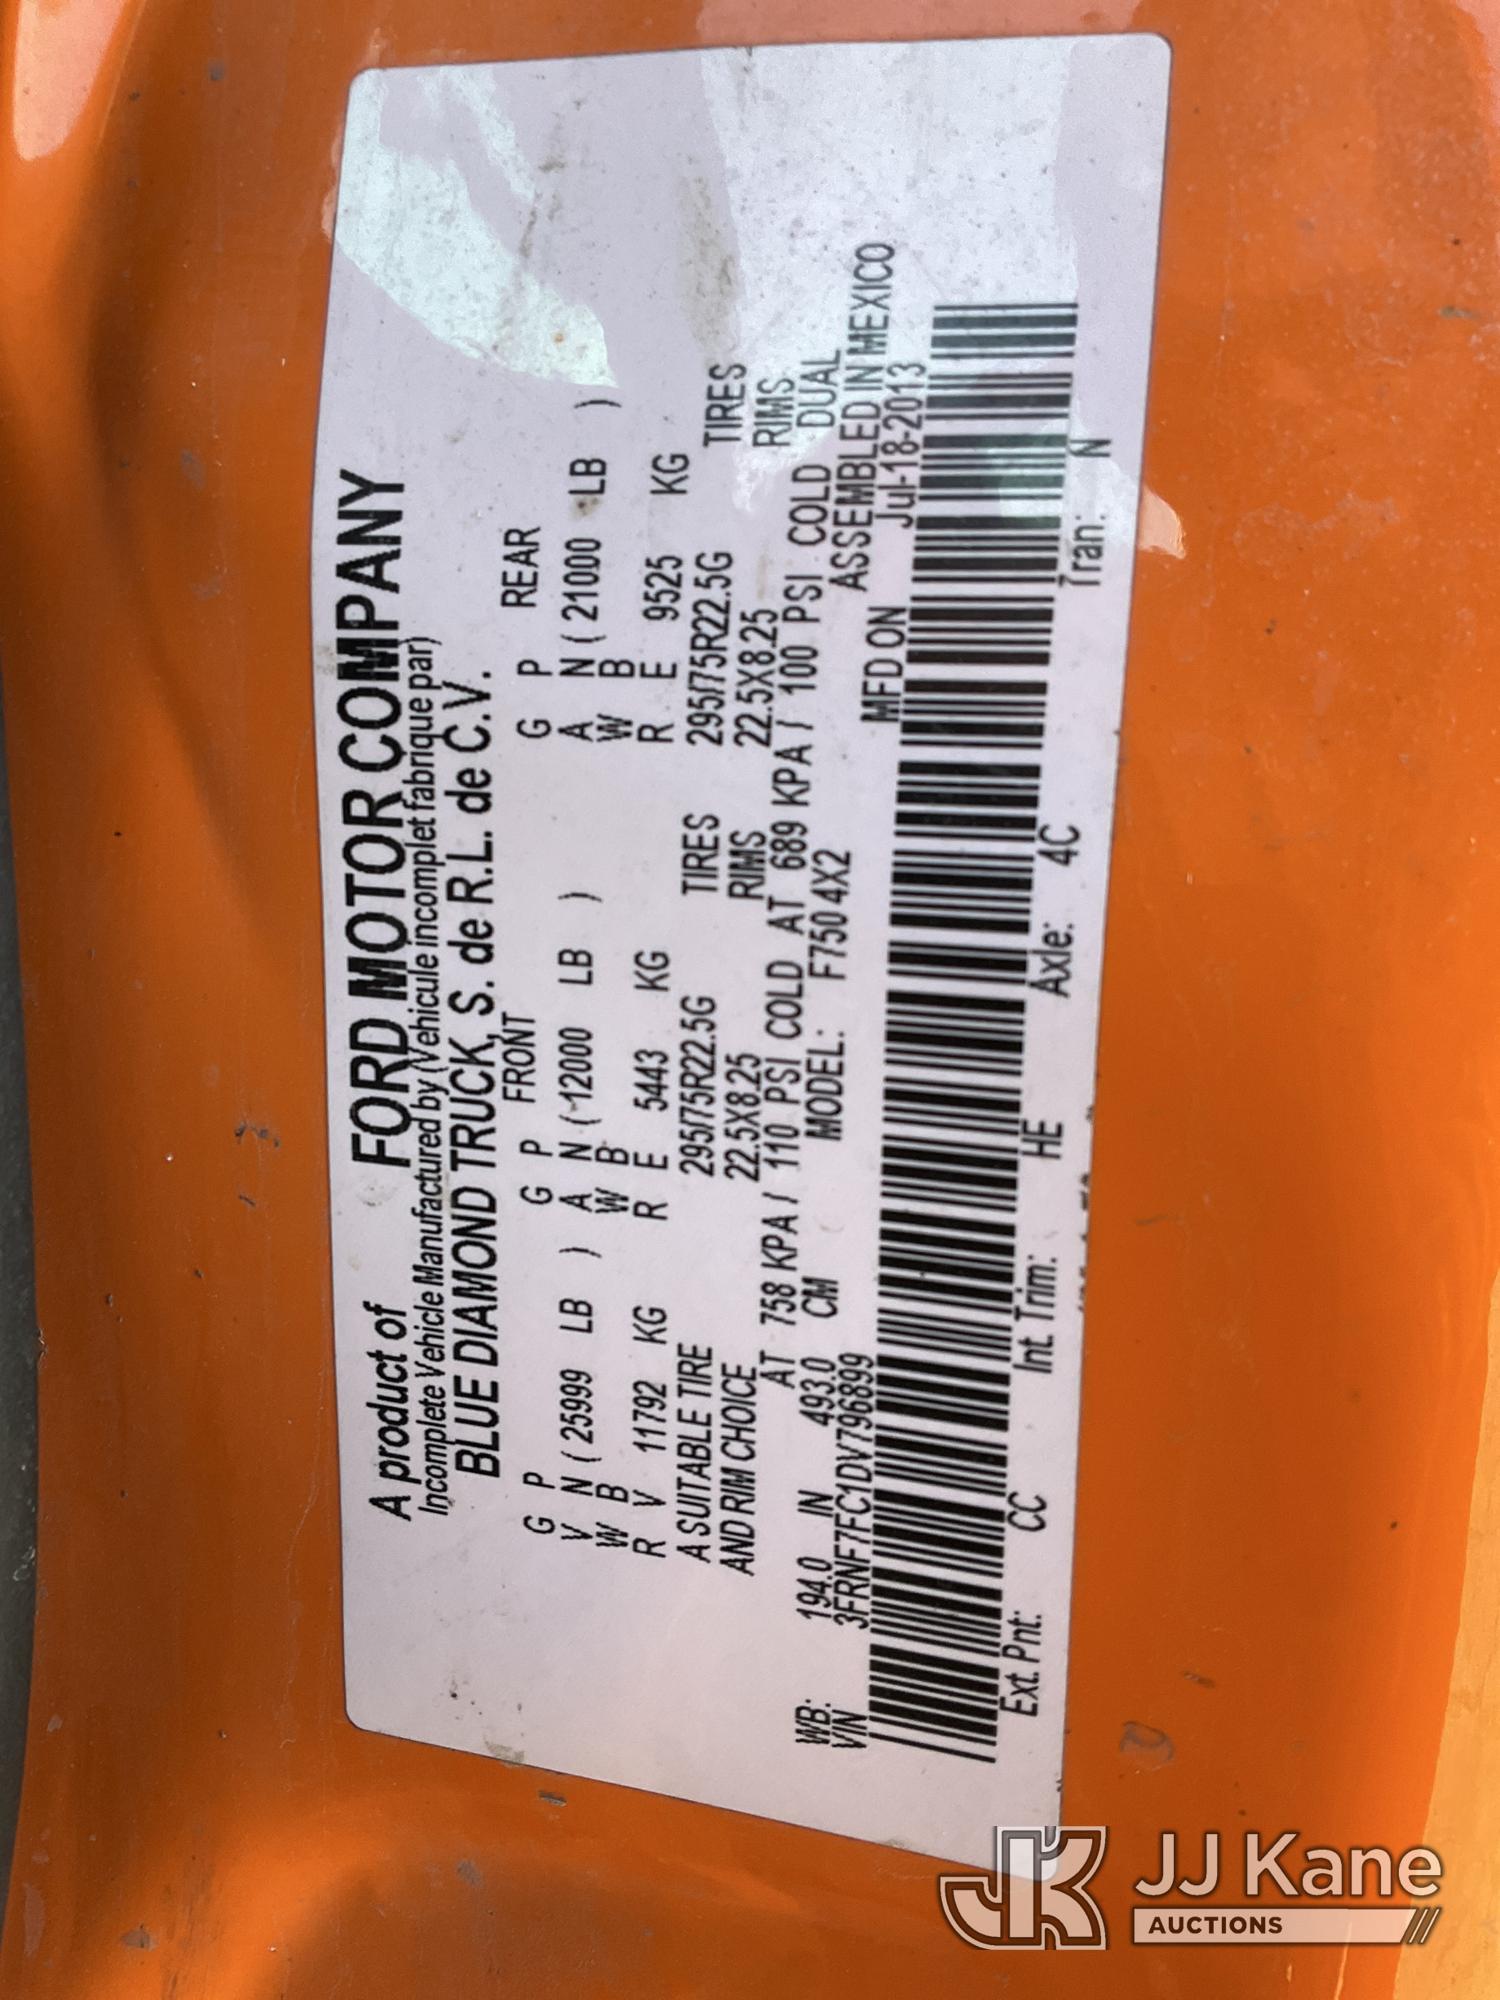 A product of FORD MOTOR COMPANY
Incomplete Vehicle Manufactured by (Vehicule incomplet fabrique par)
BLUE DIAMOND TRUCK, S. de R.L. de C.V.
FRONT REAR
G P G P G P
V N ( 25999 LB ) A N ( 12000 LB ) A N ( 21000 LB )
W B W B W B
R V 11792 KG R E 5443 KG R E 9525 KG
A SUITABLE TIRE 295/75R22.5G TIRES 295/75R22.5G TIRES
AND RIM CHOICE 22.5X8.25 RIMS 22.5X8.25 RIMS
AT 758 KPA / 110 PSI COLD AT 689 KPA / 100 PSI COLD DUAL
WB: 194.0 IN 493.0 CM MODEL: F750 4X2 ASSEMBLED IN MEXICO
VIN 3FRNF7FC1DV796899 MFD ON Jul-18-2013
Ext. Pnt: CC Int. Trim: HE Axle: 4C Tran: N
JK JJ Kane
AUCTIONS